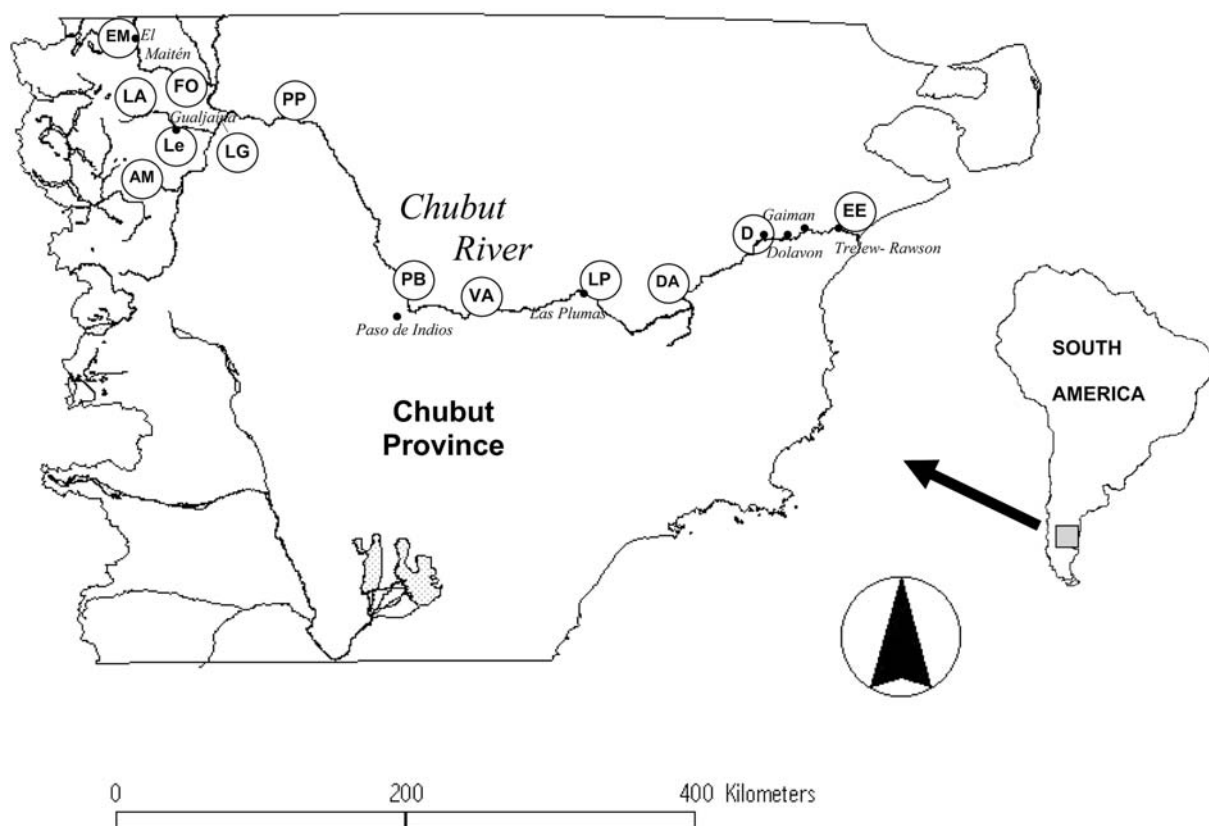 EM
El
Maitén
LA
FO
PP
Gualjaina
Le
LG
AM
Chubut
River
Gaiman
EE
D
Dolavon
Trelew- Rawson
PB
VA
LP
DA
Las Plumas
Paso de Indios
SOUTH
AMERICA
Chubut
Province
0 200 400 Kilometers